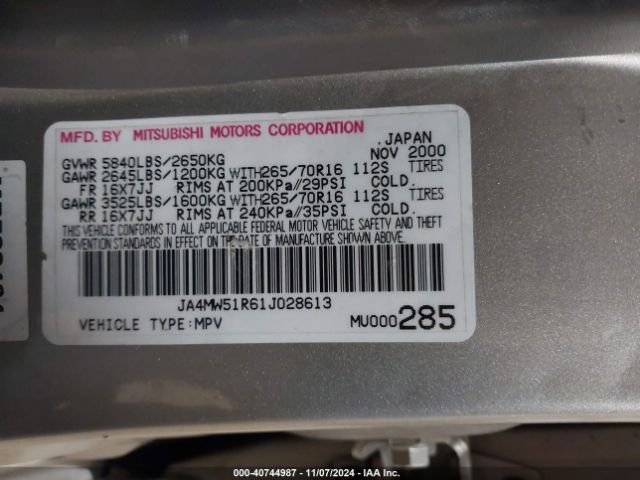 MFD. BY MITSUBISHI MOTORS CORPORATION
, JAPAN
GVWR 5840LBS/2650KG NOV 2000
GAWR 2645LBS/1200KG WITH265/70R16 112S TIRES
FR 16X7JJ RIMS AT 200KPa//29PSI COLD.
GAWR 3525LBS/1600KG WITH265/70R16 112S TIRES
RR 16X7JJ RIMS AT 240KPa//35PSI COLD.
THIS VEHICLE CONFORMS TO ALL APPLICABLE FEDERAL MOTOR VEHICLE SAFETY AND THEFT
PREVENTION STANDARDS IN EFFECT ON THE DATE OF MANUFACTURE SHOWN ABOVE.
JA4MW51R61J028613
VEHICLE TYPE:MPV MU000285
000-40744987 - 11/07/2024 - IAA Inc.